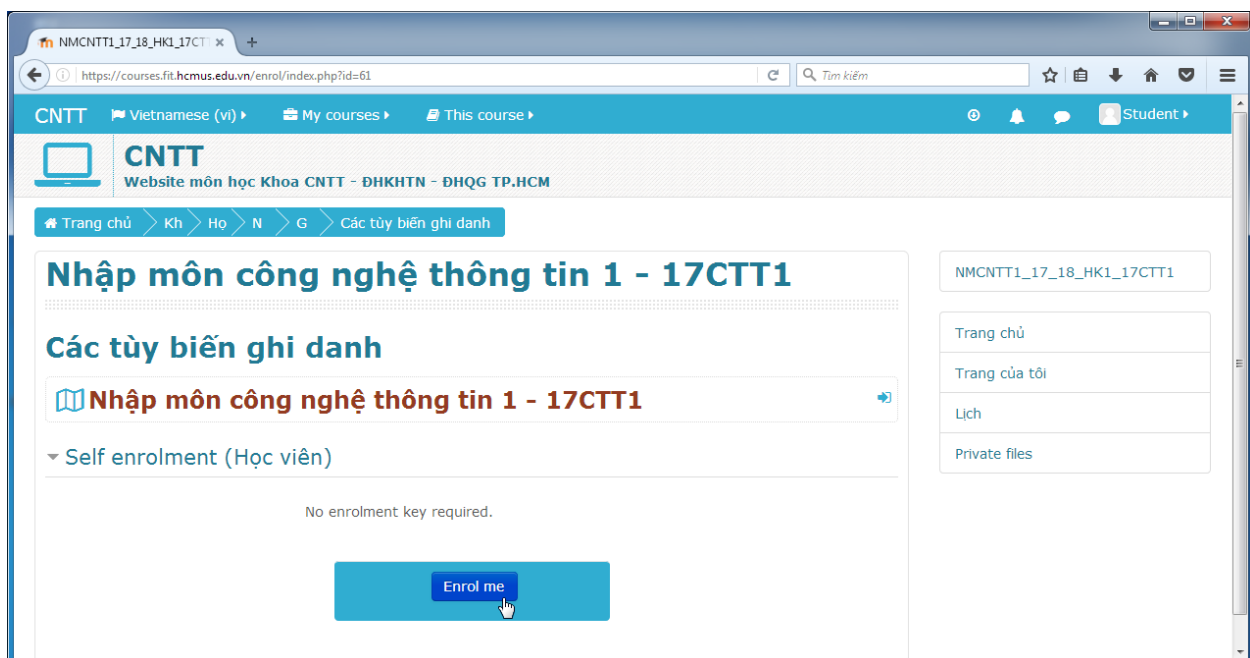 NMCNTT1_17_18_HK1_17CT
https://courses.fit.hcmus.edu.vn/enrol/index.php?id=61
Tìm kiếm
CNTT Vietnamese (vi) My courses This course Student
CNTT
Website môn học Khoa CNTT - ĐHKHTN - ĐHQG TP.HCM
Trang chủ Kh Họ N G Các tùy biến ghi danh
Nhập môn công nghệ thông tin 1 - 17CTT1
NMCNTT1_17_18_HK1_17CTT1
Các tùy biến ghi danh
Trang chủ
Trang của tôi
Nhập môn công nghệ thông tin 1 - 17CTT1
Lịch
Self enrolment (Học viên)
Private files
No enrolment key required.
Enrol me